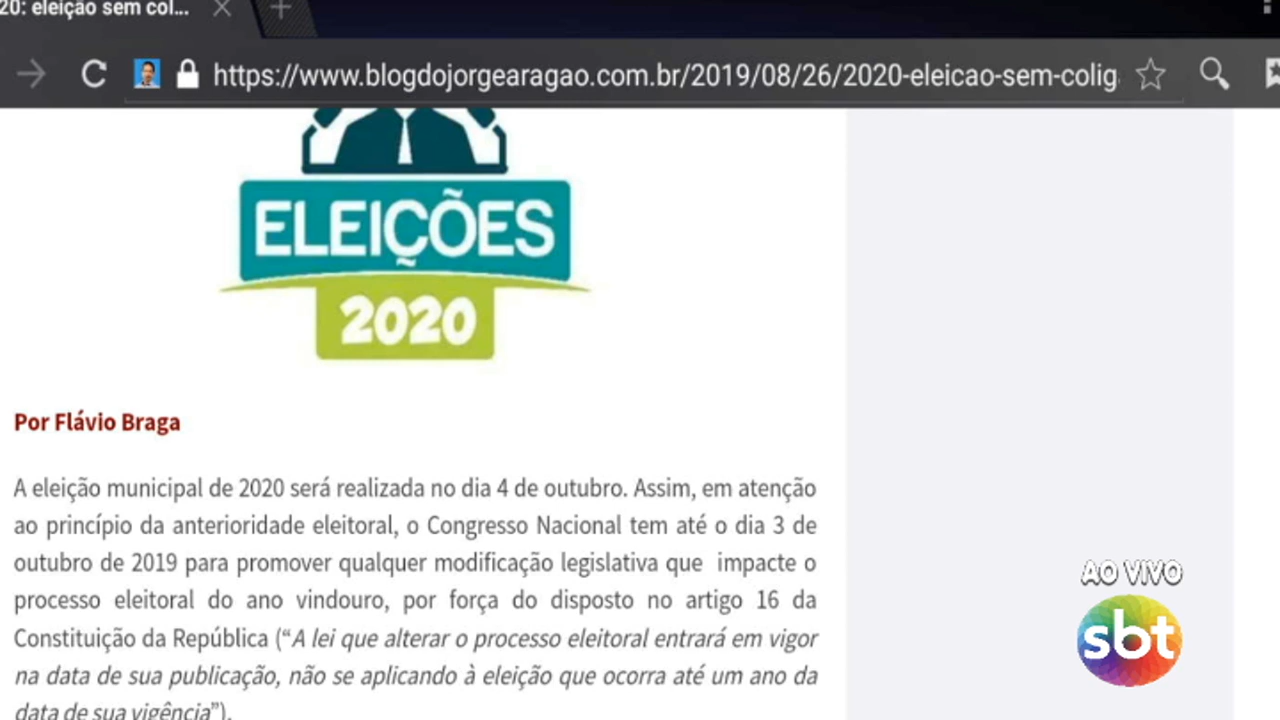 20: eleição sem col...
https://www.blogdojorgearagao.com.br/2019/08/26/2020-eleicao-sem-colig
ELEIÇÕES
2020
Por Flávio Braga
A eleição municipal de 2020 será realizada no dia 4 de outubro. Assim, em atenção
ao princípio da anterioridade eleitoral, o Congresso Nacional tem até o dia 3 de
outubro de 2019 para promover qualquer modificação legislativa que impacte o
processo eleitoral do ano vindouro, por força do disposto no artigo 16 da
Constituição da República (“A lei que alterar o processo eleitoral entrará em vigor
na data de sua publicação, não se aplicando à eleição que ocorra até um ano da
data de sua vigência”).
AO VIVO
sbt